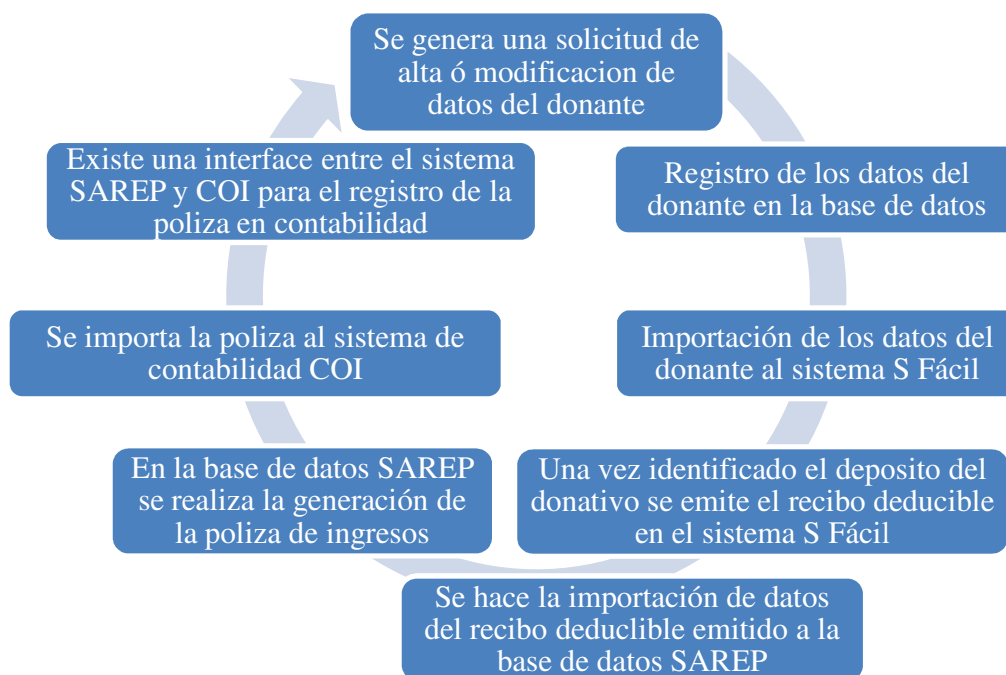 Se genera una solicitud de
alta ó modificacion de
datos del donante
Registro de los datos del
donante en la base de datos
Importación de los datos del
donante al sistema S Fácil
Una vez identificado el deposito del
donativo se emite el recibo deducible
en el sistema S Fácil
Se hace la importación de datos
del recibo deduclible emitido a la
base de datos SAREP
En la base de datos SAREP
se realiza la generación de
la poliza de ingresos
Se importa la poliza al sistema de
contabilidad COI
Existe una interface entre el sistema
SAREP y COI para el registro de la
poliza en contabilidad